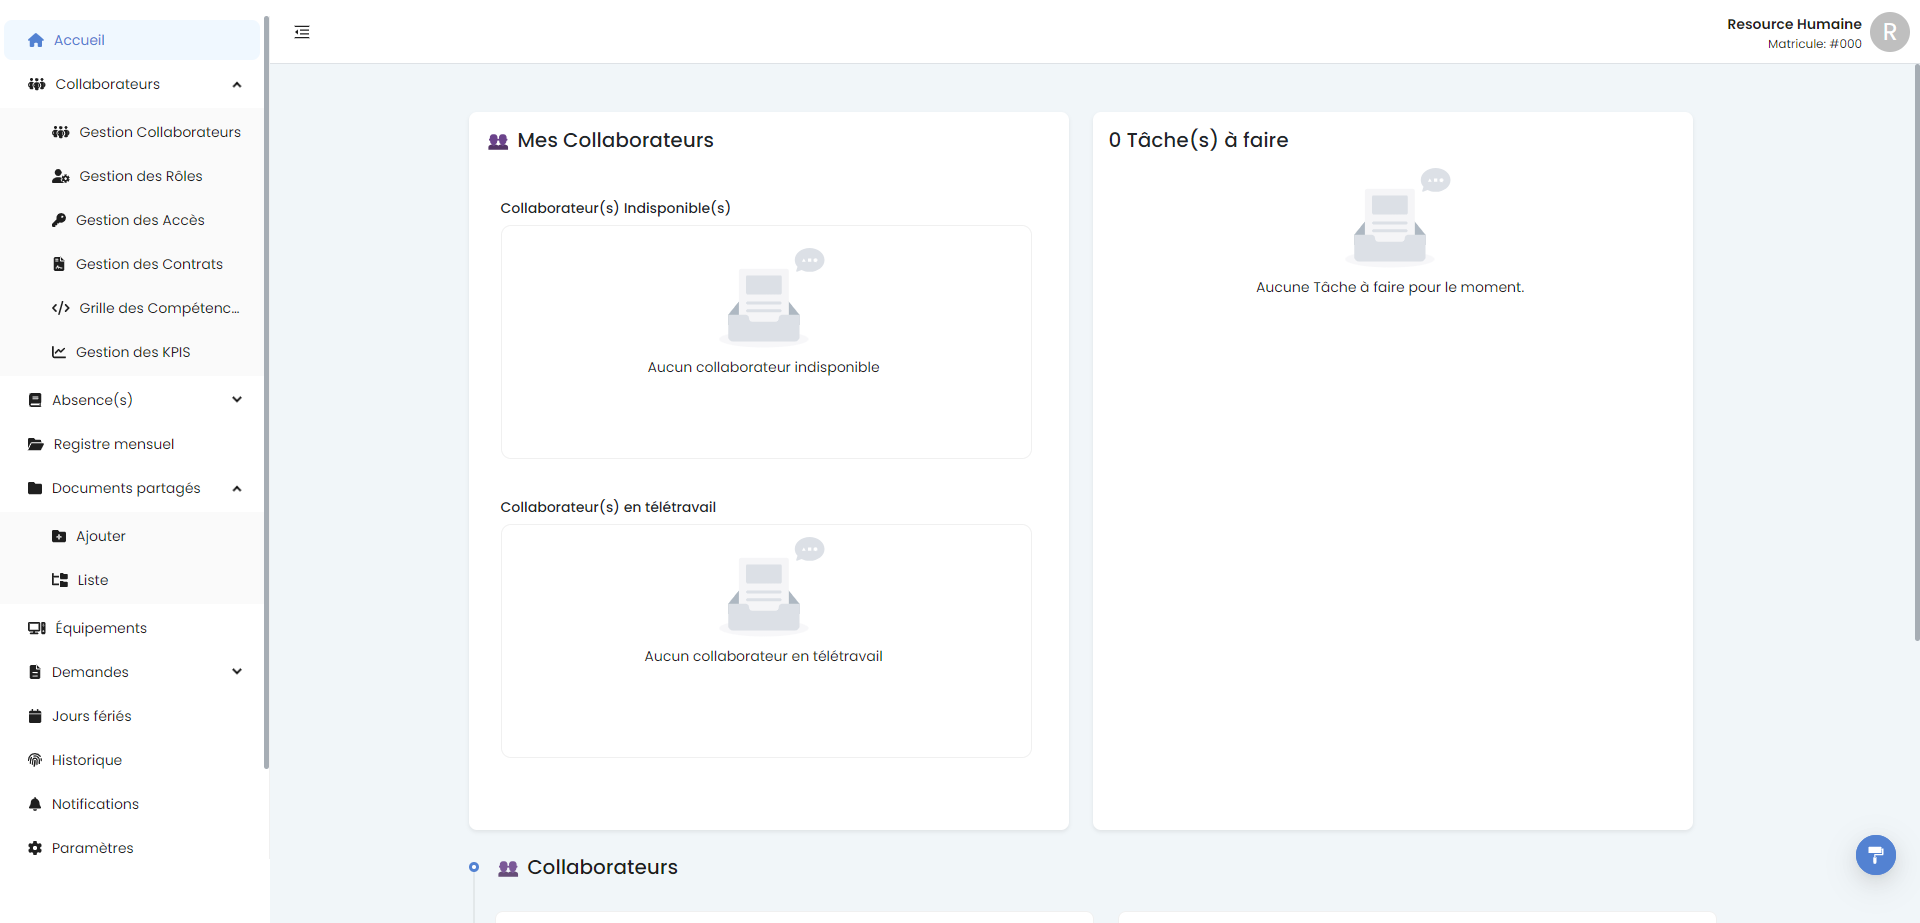 Accueil
Collaborateurs
Gestion Collaborateurs
Gestion des Rôles
Gestion des Accès
Gestion des Contrats
Grille des Compétenc...
Gestion des KPIS
Absence(s)
Registre mensuel
Documents partagés
Ajouter
Liste
Équipements
Demandes
Jours fériés
Historique
Notifications
Paramètres
Resource Humaine
Matricule: #000
R
Mes Collaborateurs
Collaborateur(s) Indisponible(s)
Aucun collaborateur indisponible
Collaborateur(s) en télétravail
Aucun collaborateur en télétravail
0 Tâche(s) à faire
Aucune Tâche à faire pour le moment.
Collaborateurs